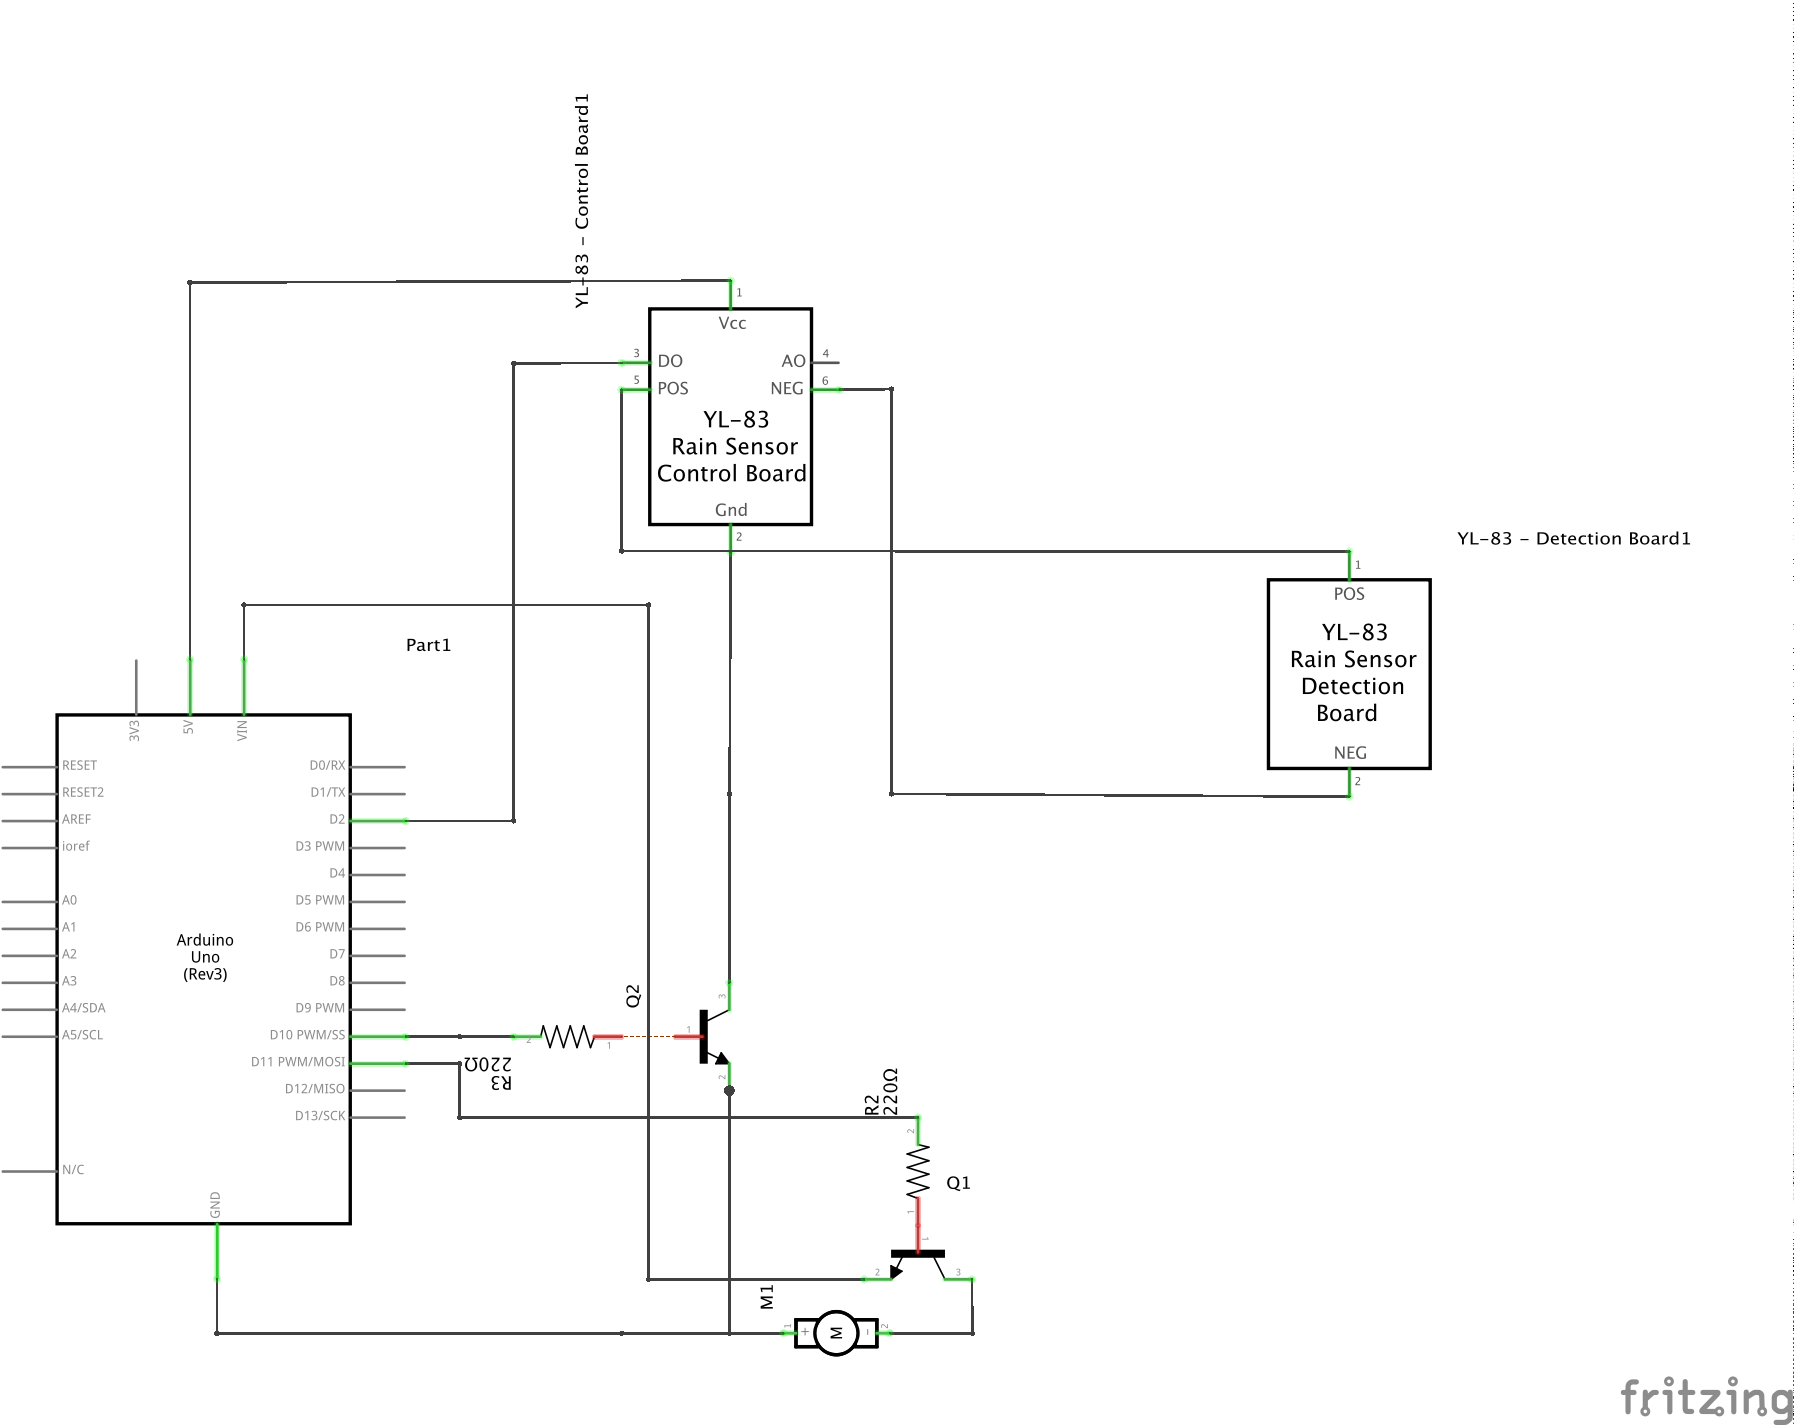 YL-83 - Control Board1
1
Vcc
3
DO
AO
4
5
POS
NEG
6
YL-83
Rain Sensor
Control Board
Gnd
2
YL-83 - Detection Board1
1
POS
YL-83
Rain Sensor
Detection
Board
NEG
2
Part1
3V3
5V
VIN
RESET
D0/RX
RESET2
D1/TX
AREF
D2
ioref
D3 PWM
D4
A0
D5 PWM
A1
D6 PWM
A2
D7
A3
D8
A4/SDA
D9 PWM
A5/SCL
D10 PWM/SS
D11 PWM/MOSI
D12/MISO
D13/SCK
N/C
GND
Arduino
Uno
(Rev3)
2
1
R3
220Ω
Q2
1
3
2
R2
220Ω
2
1
Q1
1
2
3
M1
1
+
M
-
2
fritzing